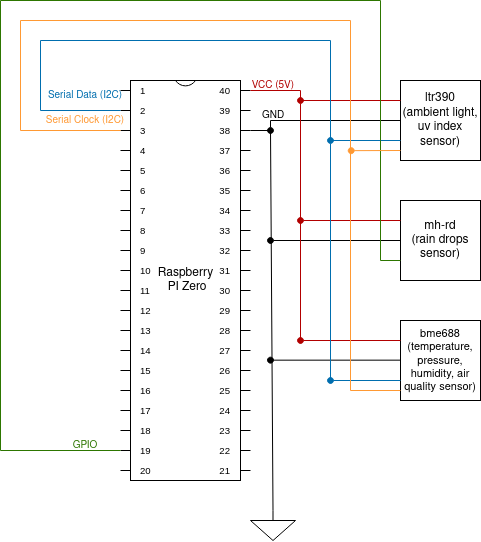 VCC (5V)
Serial Data (I2C)
1
40
2
39
Serial Clock (I2C)
GND
3
38
4
37
5
36
6
35
7
34
8
33
9
32
10
31
11
30
12
29
13
28
14
27
15
26
16
25
17
24
18
23
GPIO
19
22
20
21
Raspberry
PI Zero
ltr390
(ambient light,
uv index
sensor)
mh-rd
(rain drops
sensor)
bme688
(temperature,
pressure,
humidity, air
quality sensor)